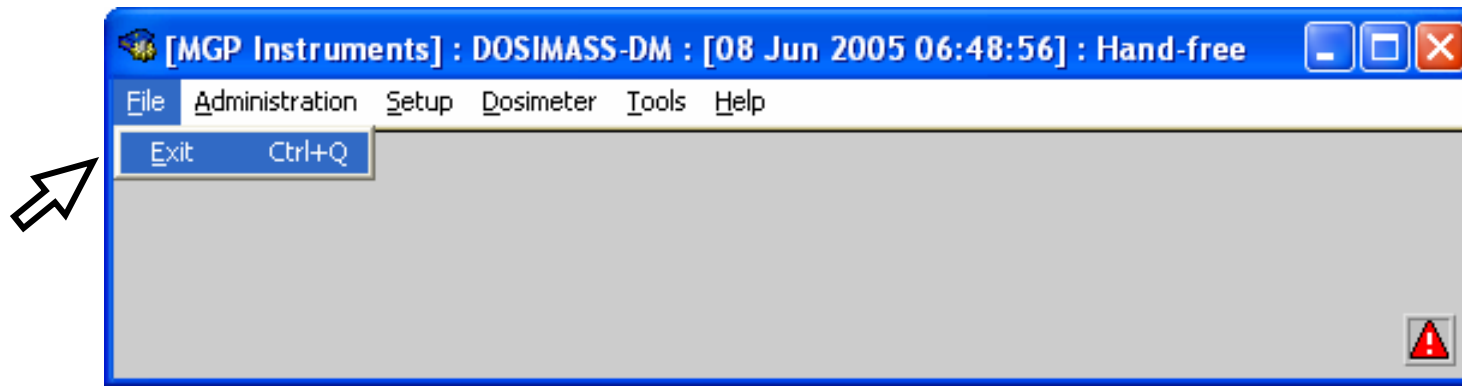 [MGP Instruments] : DOSIMASS-DM : [08 Jun 2005 06:48:56] : Hand-free
File Administration Setup Dosimeter Tools Help
Exit Ctrl+Q